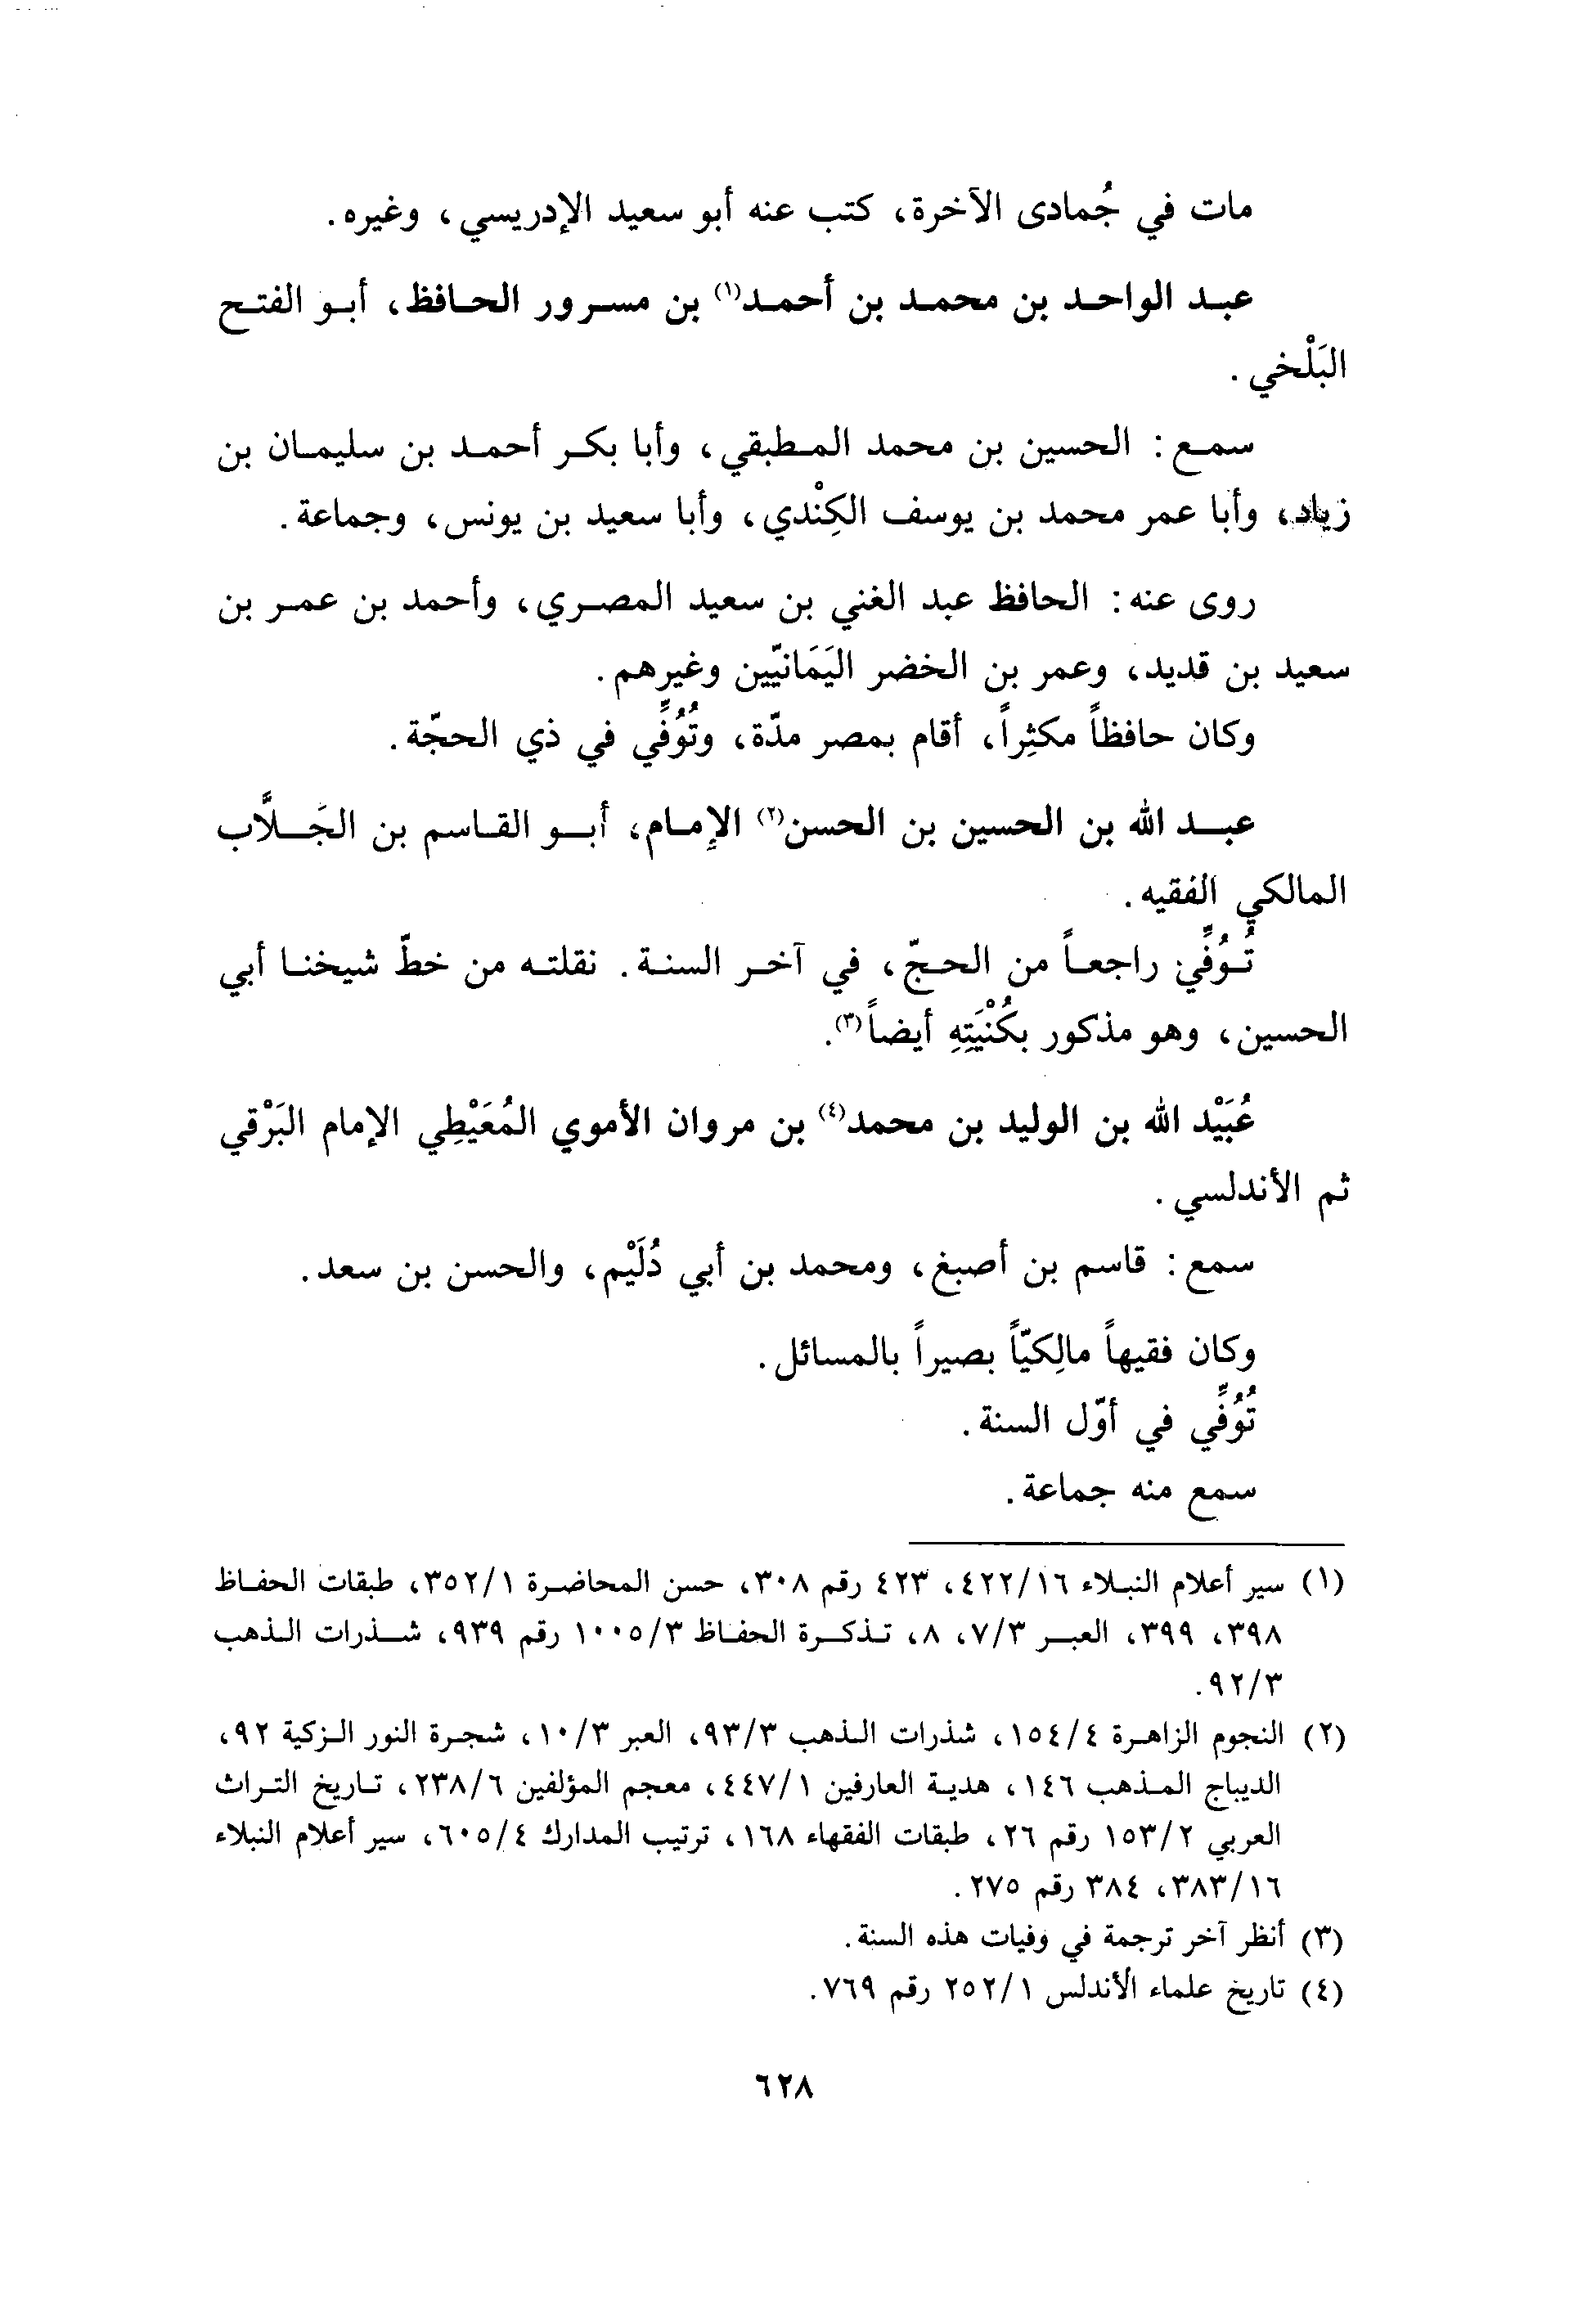 مات في جُمادى الآخرة، كتب عنه أبو سعيد الإدريسي، وغيره.
عبد الواحد بن محمد بن أحمد(١) بن مسرور الحافظ، أبو الفتح
البَلْخي.
سمع: الحسين بن محمد المطبقي، وأبا بكر أحمد بن سليمان بن
زياد، وأبا عمر محمد بن يوسف الكِنْدي، وأبا سعيد بن يونس، وجماعة.
روى عنه: الحافظ عبد الغني بن سعيد المصري، وأحمد بن عمر بن
سعيد بن قديد، وعمر بن الخضر اليَمَانيّين وغيرهم.
وكان حافظاً مكثِراً، أقام بمصر مدّة، وتُوُفِّي في ذي الحجّة.
عبد الله بن الحسين بن الحسن(٢) الإمام، أبو القاسم بن الجَلاَّب
المالكي الفقيه.
تُوُفِّي راجعاً من الحجّ، في آخر السنة. نقلته من خطّ شيخنا أبي
الحسين، وهو مذكور بكُنْيَتِهِ أيضاً(٣).
عُبَيْد الله بن الوليد بن محمد(٤) بن مروان الأموي المُعَيْطِي الإمام البَرْقي
ثم الأندلسي.
سمع: قاسم بن أصبغ، ومحمد بن أبي دُلَيْم، والحسن بن سعد.
وكان فقيهاً مالِكيّاً بصيراً بالمسائل.
تُوُفِّي في أوّل السنة.
سمع منه جماعة.
(١) سير أعلام النبلاء ٤٢٢/١٦، ٤٢٣ رقم ٣٠٨، حسن المحاضرة ٣٥٢/١، طبقات الحفاظ
٣٩٨، ٣٩٩، العبر ٧/٣، ٨، تذكرة الحفاظ ١٠٠٥/٣ رقم ٩٣٩، شذرات الذهب
٩٢/٣.
(٢) النجوم الزاهرة ١٥٤/٤، شذرات الذهب ٩٣/٣، العبر ١٠/٣، شجرة النور الزكية ٩٢،
الديباج المذهب ١٤٦، هدية العارفين ٤٤٧/١، معجم المؤلفين ٢٣٨/٦، تاريخ التراث
العربي ١٥٣/٢ رقم ٢٦، طبقات الفقهاء ١٦٨، ترتيب المدارك ٦٠٥/٤، سير أعلام النبلاء
٣٨٣/١٦، ٣٨٤ رقم ٢٧٥.
(٣) أنظر آخر ترجمة في وفيات هذه السنة.
(٤) تاريخ علماء الأندلس ٢٥٢/١ رقم ٧٦٩.
٦٢٨